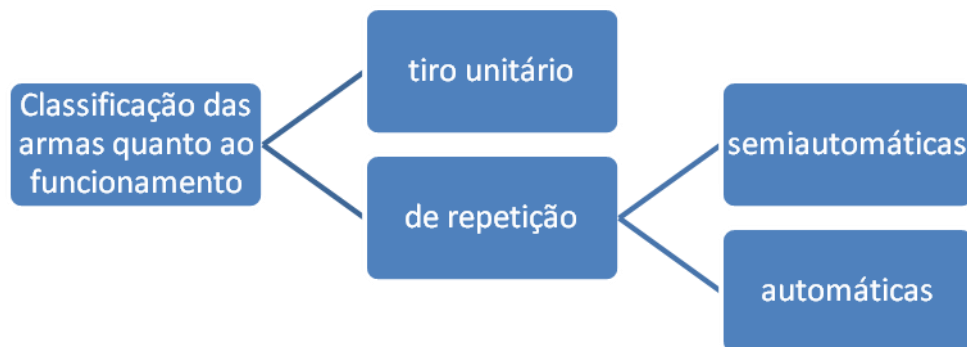 Classificação das
armas quanto ao
funcionamento
tiro unitário
de repetição
semiautomáticas
automáticas